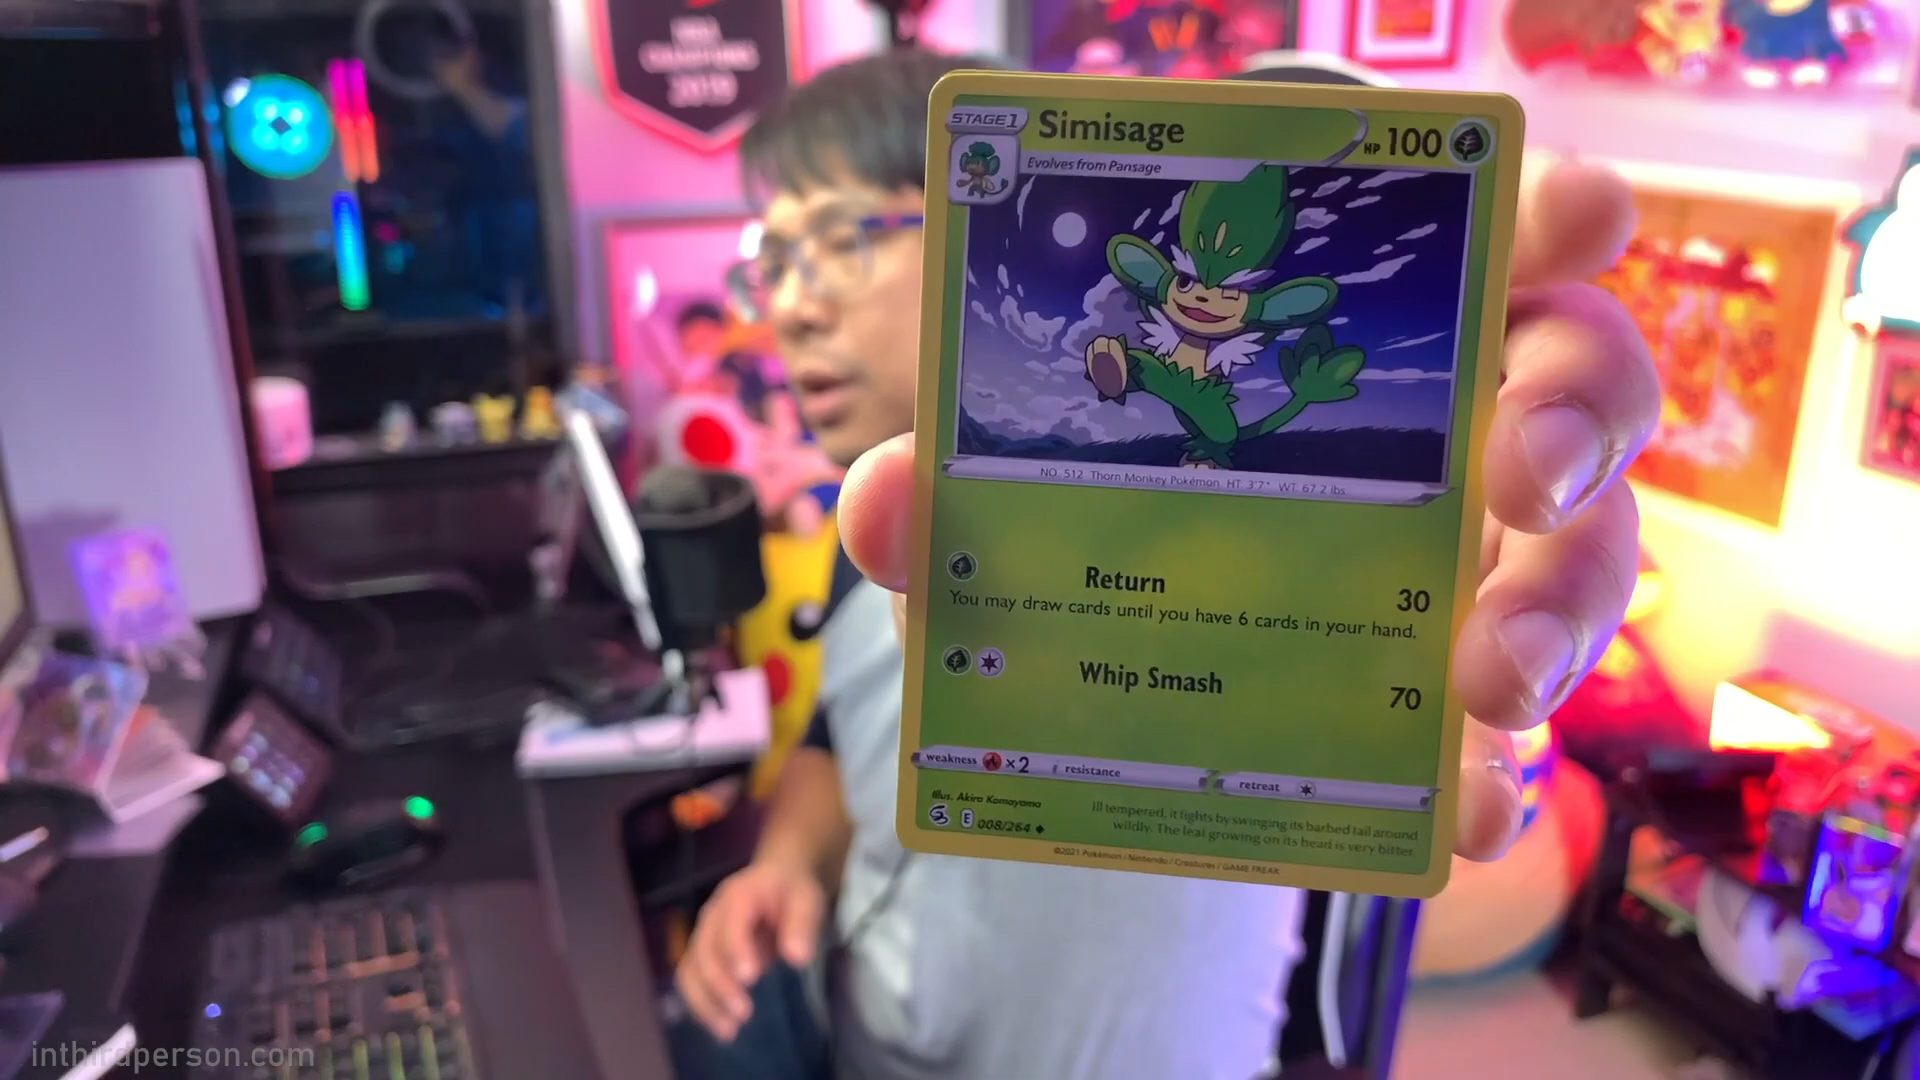 NBA
CHAMPIONS
2019
STAGE 1
Simisage
HP 100
Evolves from Pansage
NO. 512 Thorn Monkey Pokémon HT: 3'7" WT: 67.2 lbs
Return
30
You may draw cards until you have 6 cards in your hand.
Whip Smash
70
weakness ×2 resistance retreat
Illus. Akira Komayama
Ill tempered, it fights by swinging its barbed tail around
wildly. The leaf growing on its head is very bitter.
E 008/264
©2021 Pokémon / Nintendo / Creatures / GAME FREAK
inthirdperson.com